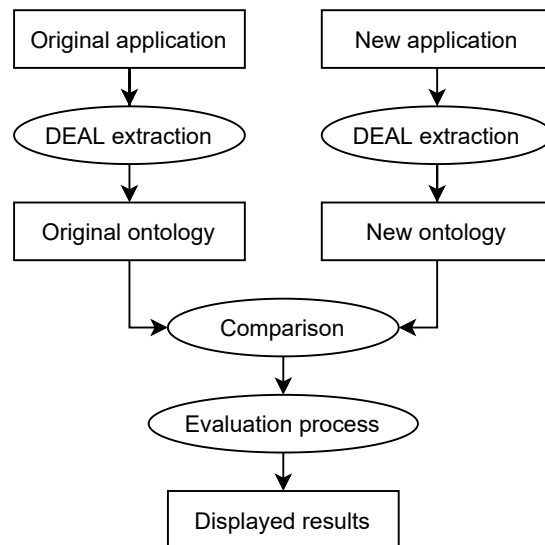 Original application
New application
DEAL extraction
DEAL extraction
Original ontology
New ontology
Comparison
Evaluation process
Displayed results